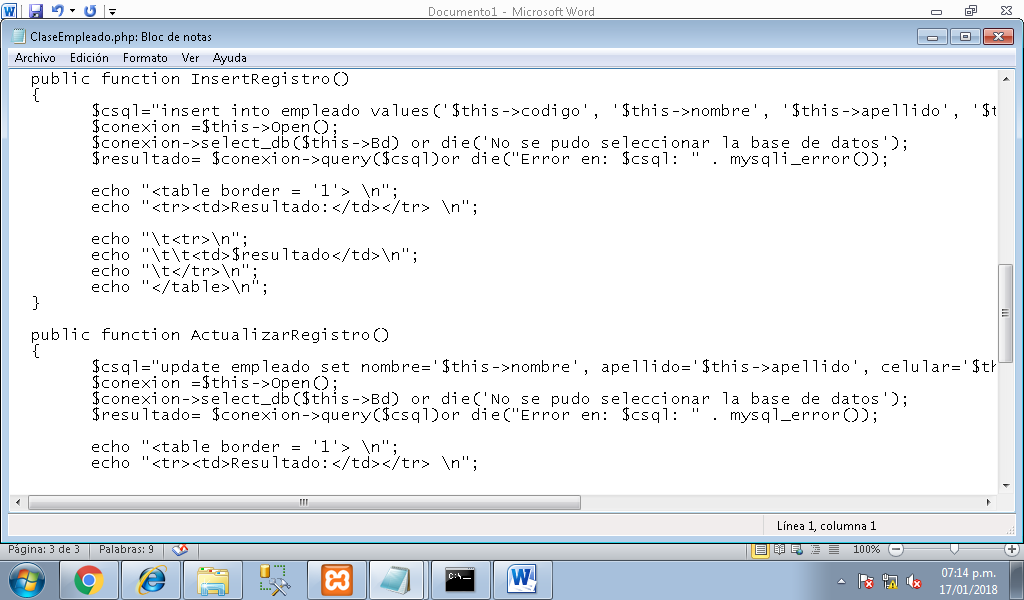 Documento1 - Microsoft Word
ClaseEmpleado.php: Bloc de notas
Archivo Edición Formato Ver Ayuda
public function InsertRegistro()
{
$csql="insert into empleado values('$this->codigo', '$this->nombre', '$this->apellido', '$t
$conexion =$this->Open();
$conexion->select_db($this->Bd) or die('No se pudo seleccionar la base de datos');
$resultado= $conexion->query($csql)or die("Error en: $csql: " . mysqli_error());
echo "<table border = '1'> \n";
echo "<tr><td>Resultado:</td></tr> \n";
echo "\t<tr>\n";
echo "\t\t<td>$resultado</td>\n";
echo "\t</tr>\n";
echo "</table>\n";
}
public function ActualizarRegistro()
{
$csql="update empleado set nombre='$this->nombre', apellido='$this->apellido', celular='$th
$conexion =$this->Open();
$conexion->select_db($this->Bd) or die('No se pudo seleccionar la base de datos');
$resultado= $conexion->query($csql)or die("Error en: $csql: " . mysql_error());
echo "<table border = '1'> \n";
echo "<tr><td>Resultado:</td></tr> \n";
Línea 1, columna 1
Página: 3 de 3 Palabras: 9 100%
07:14 p.m.
17/01/2018